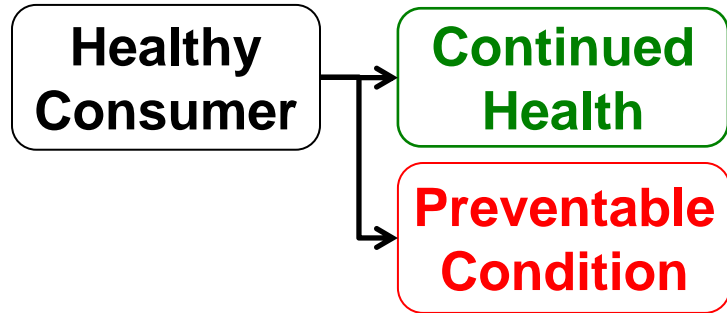 Healthy
Consumer
Continued
Health
Preventable
Condition